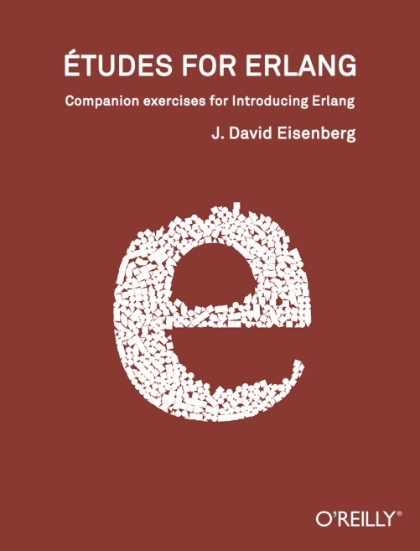 ÉTUDES FOR ERLANG
Companion exercises for Introducing Erlang
J. David Eisenberg
e
O'REILLY®